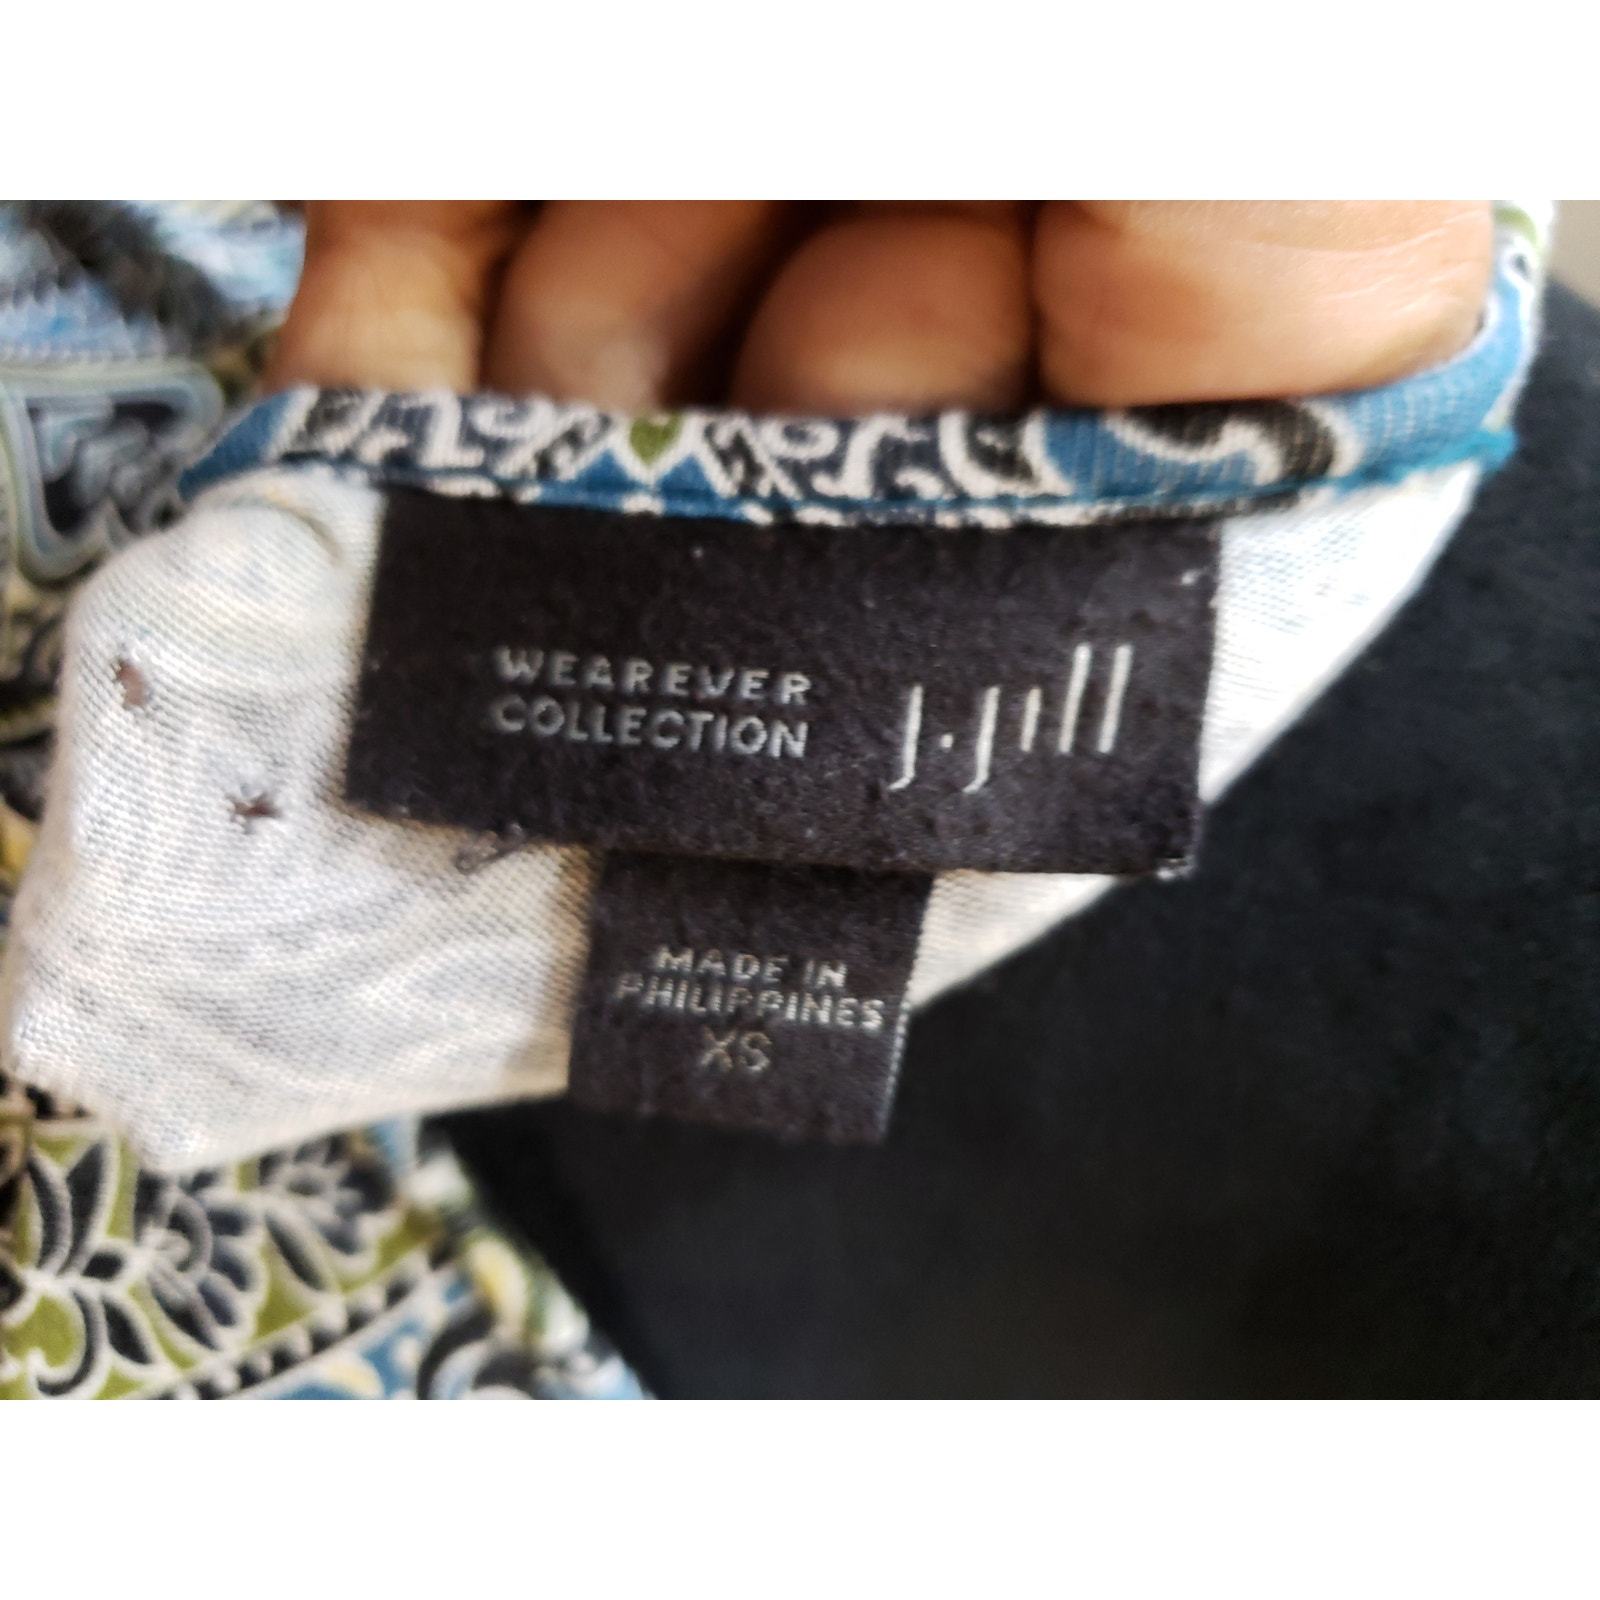 WEAREVER
COLLECTION
J.Jill
MADE IN
PHILIPPINES
XS